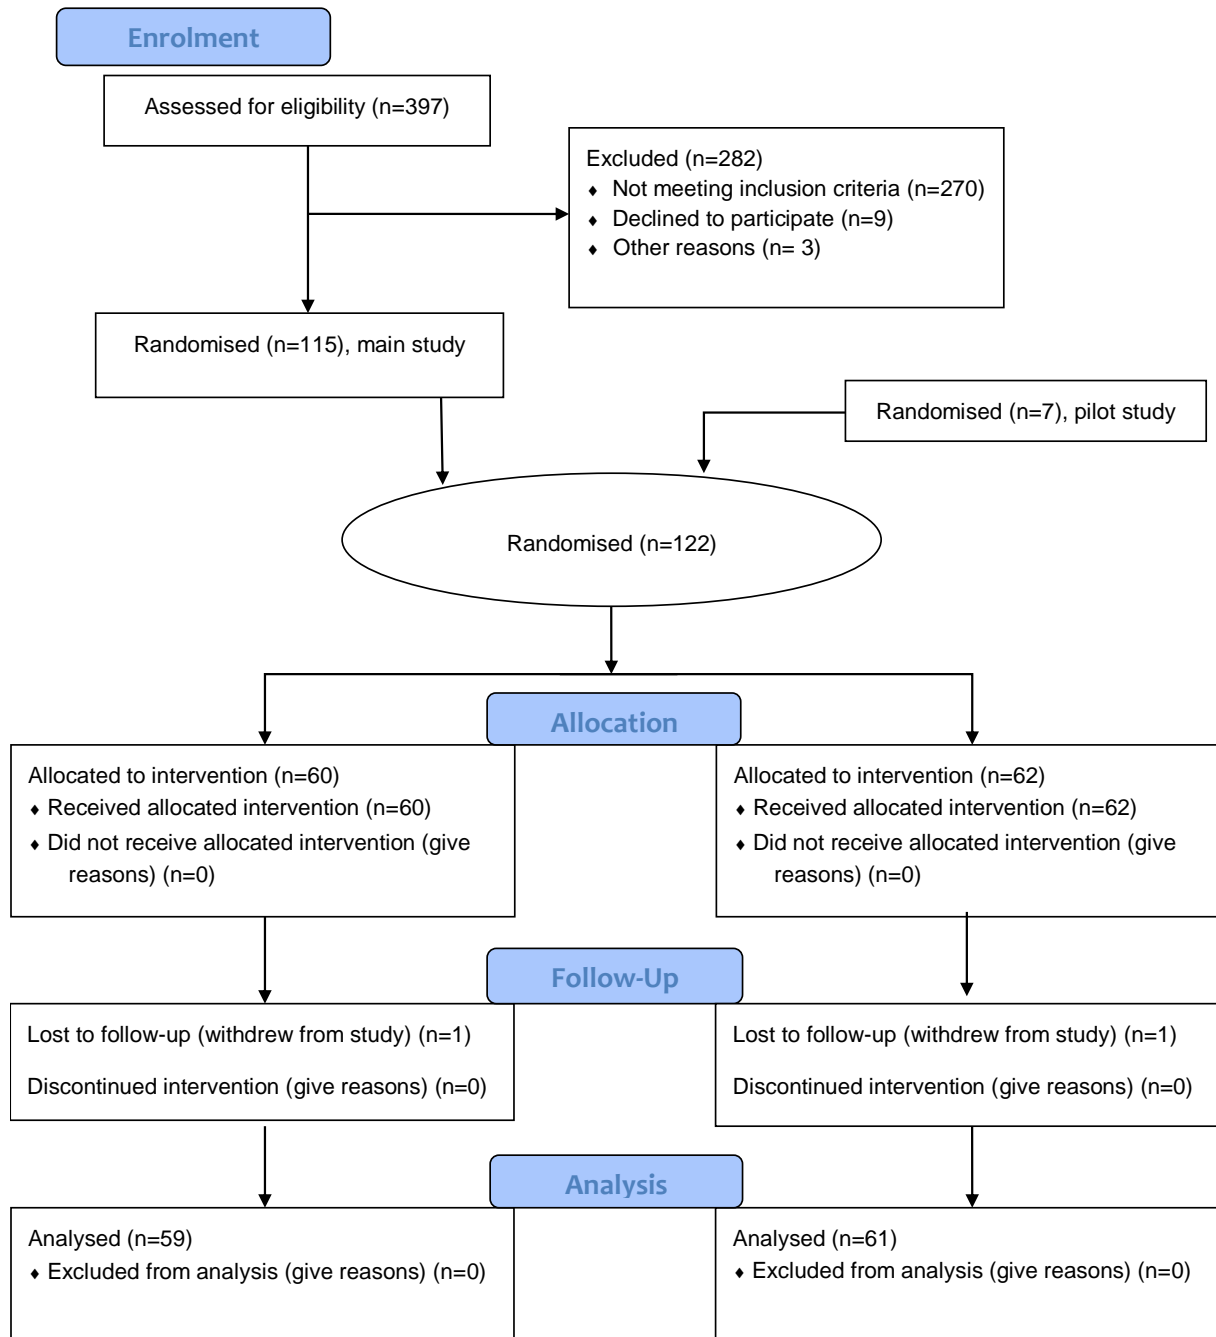 Enrolment
Assessed for eligibility (n=397)
Excluded (n=282)
♦ Not meeting inclusion criteria (n=270)
♦ Declined to participate (n=9)
♦ Other reasons (n= 3)
Randomised (n=115), main study
Randomised (n=7), pilot study
Randomised (n=122)
Allocation
Allocated to intervention (n=60)
♦ Received allocated intervention (n=60)
♦ Did not receive allocated intervention (give
reasons) (n=0)
Allocated to intervention (n=62)
♦ Received allocated intervention (n=62)
♦ Did not receive allocated intervention (give
reasons) (n=0)
Follow-Up
Lost to follow-up (withdrew from study) (n=1)
Discontinued intervention (give reasons) (n=0)
Lost to follow-up (withdrew from study) (n=1)
Discontinued intervention (give reasons) (n=0)
Analysis
Analysed (n=59)
♦ Excluded from analysis (give reasons) (n=0)
Analysed (n=61)
♦ Excluded from analysis (give reasons) (n=0)